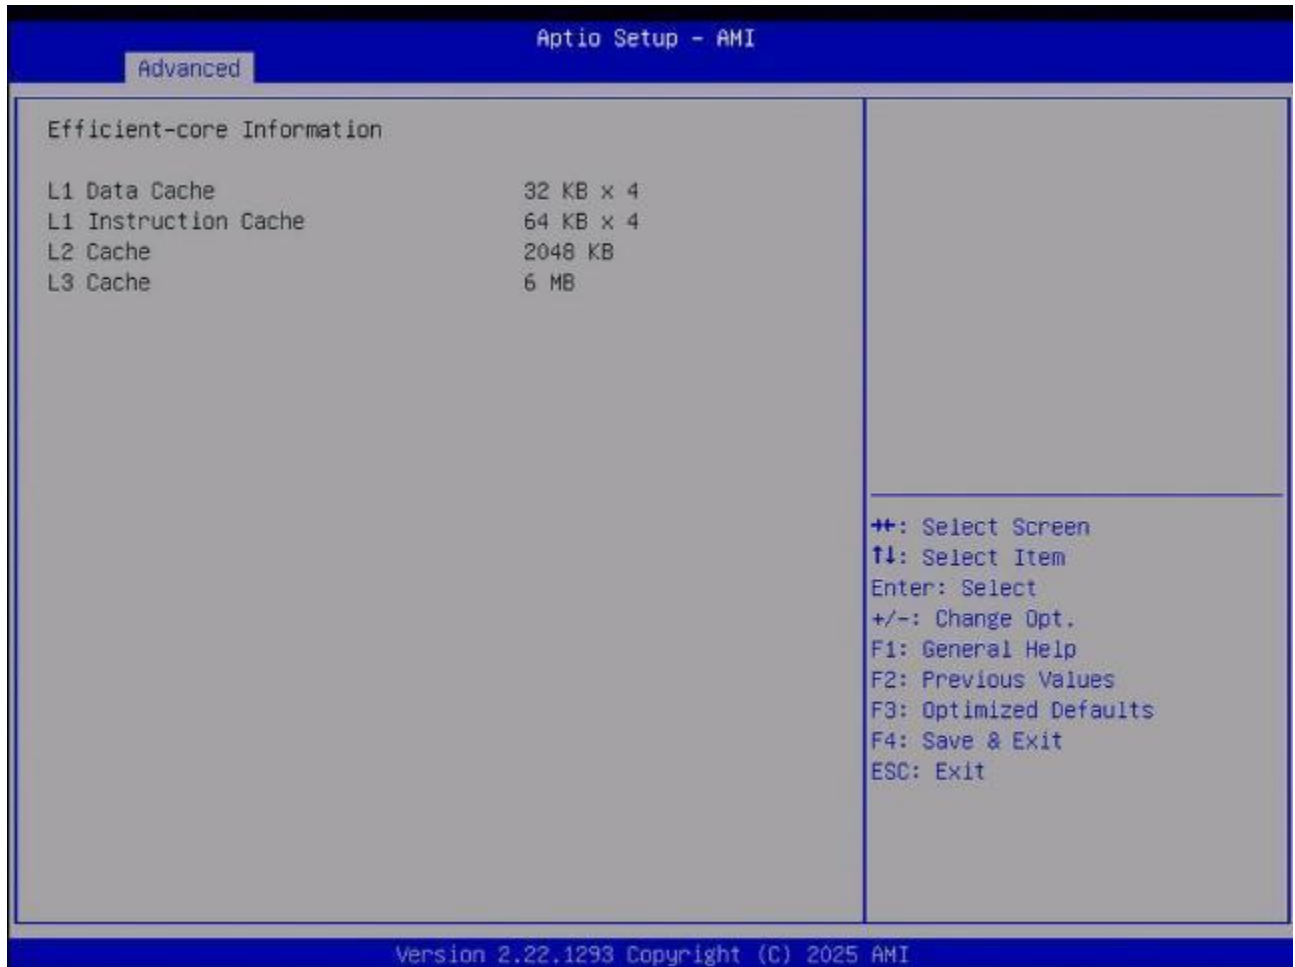 Aptio Setup - AMI
Advanced
Efficient-core Information
L1 Data Cache 32 KB x 4
L1 Instruction Cache 64 KB x 4
L2 Cache 2048 KB
L3 Cache 6 MB
→←: Select Screen
↑↓: Select Item
Enter: Select
+/-: Change Opt.
F1: General Help
F2: Previous Values
F3: Optimized Defaults
F4: Save & Exit
ESC: Exit
Version 2.22.1293 Copyright (C) 2025 AMI